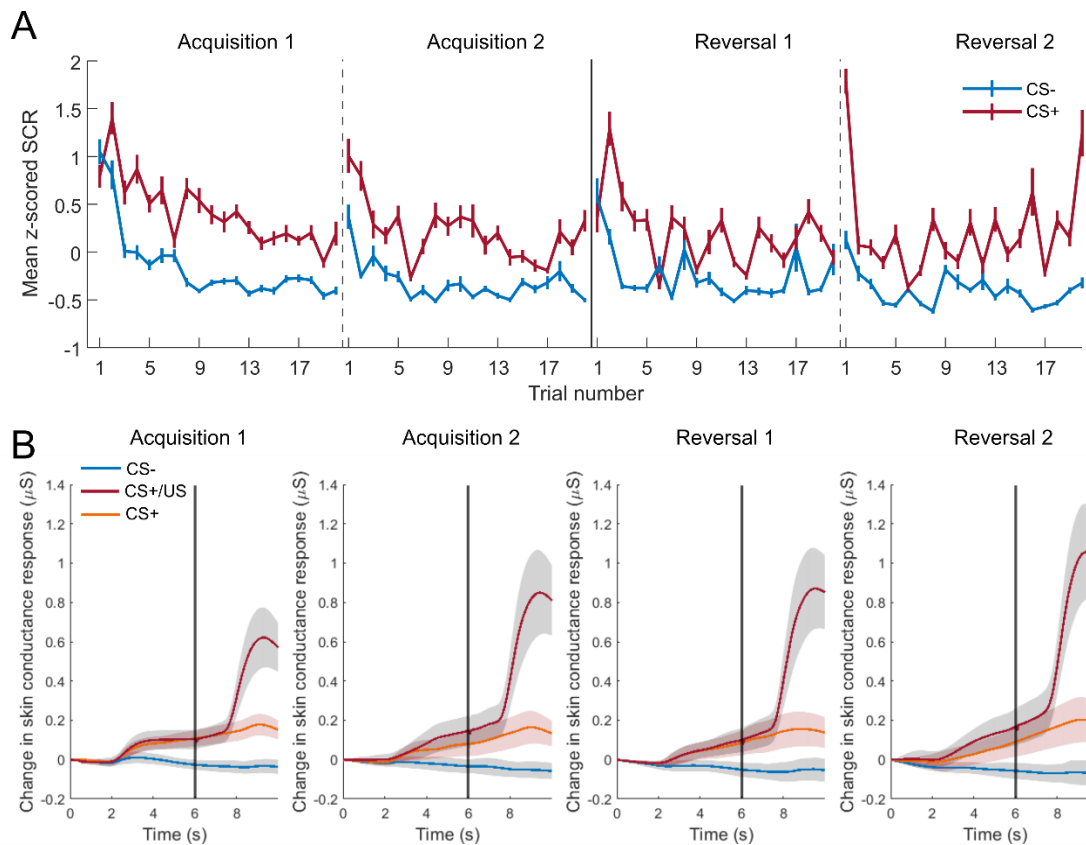 A
Acquisition 1 Acquisition 2 Reversal 1 Reversal 2
CS-
CS+
Mean z-scored SCR
2
1.5
1
0.5
0
-0.5
-1
1 5 9 13 17 1 5 9 13 17 1 5 9 13 17 1 5 9 13 17
Trial number
B
Acquisition 1 Acquisition 2 Reversal 1 Reversal 2
CS-
CS+/US
CS+
Change in skin conductance response (μS)
1.4
1.2
1
0.8
0.6
0.4
0.2
0
-0.2
0 2 4 6 8
Time (s)
Change in skin conductance response (μS)
1.4
1.2
1
0.8
0.6
0.4
0.2
0
-0.2
0 2 4 6 8
Time (s)
Change in skin conductance response (μS)
1.4
1.2
1
0.8
0.6
0.4
0.2
0
-0.2
0 2 4 6 8
Time (s)
Change in skin conductance response (μS)
1.4
1.2
1
0.8
0.6
0.4
0.2
0
-0.2
0 2 4 6 8
Time (s)